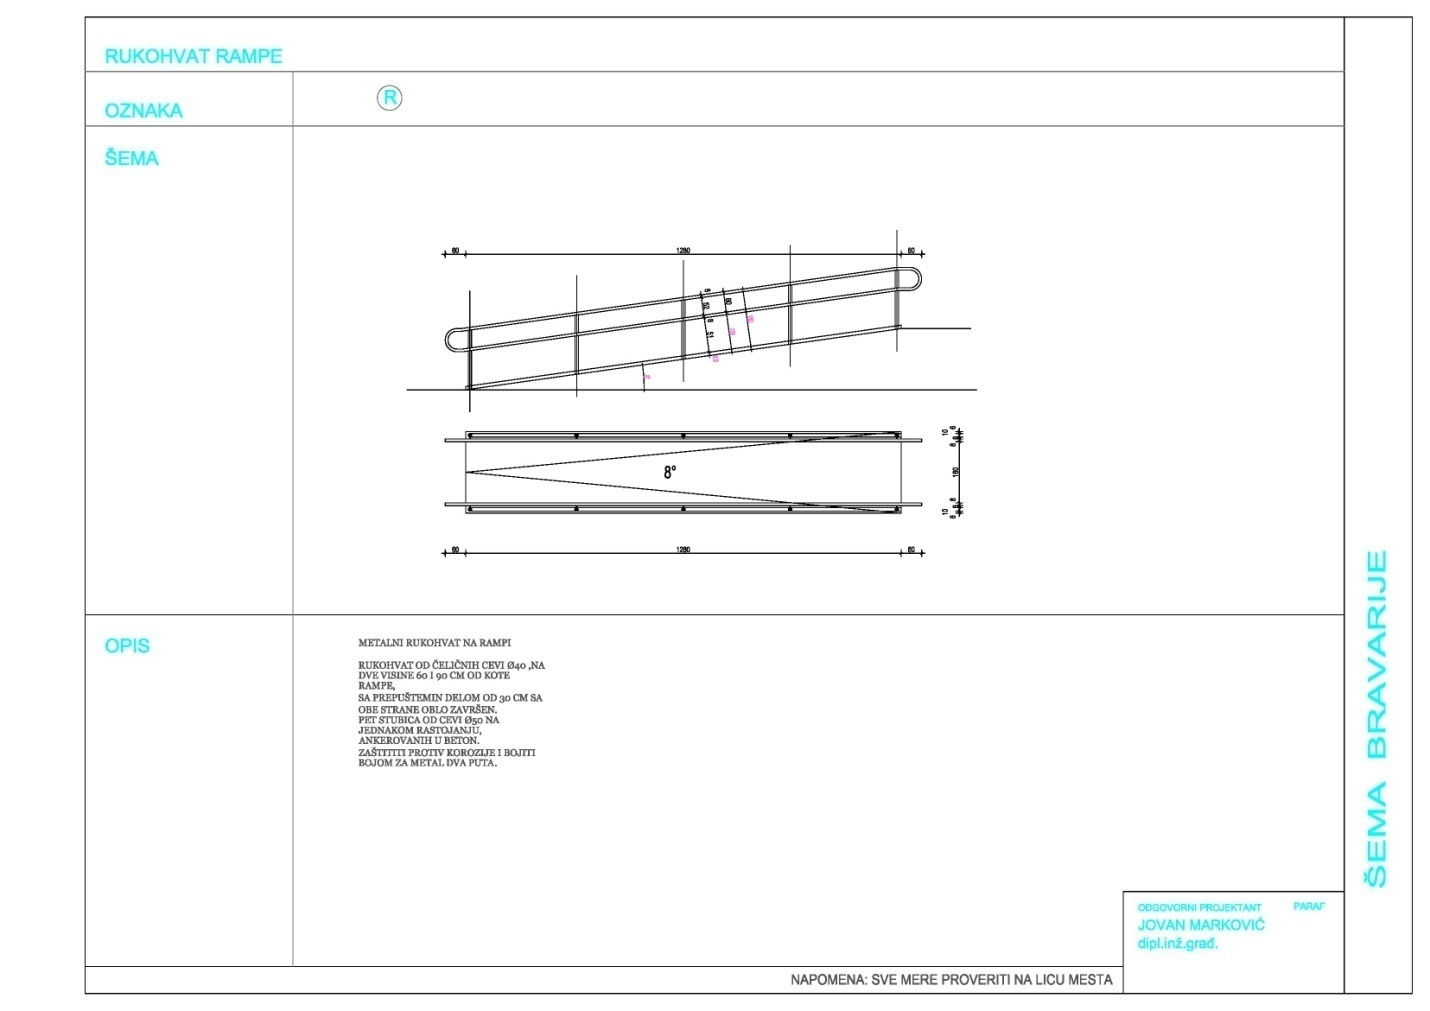 RUKOHVAT RAMPE
OZNAKA
R
ŠEMA
60 1280 60
8°
10
180
10
60 1280 60
OPIS
METALNI RUKOHVAT NA RAMPI
RUKOHVAT OD ČELIČNIH CEVI Ø40 ,NA
DVE VISINE 60 I 90 CM OD KOTE
RAMPE,
SA PREPUŠTEMIN DELOM OD 30 CM SA
OBE STRANE OBLO ZAVRŠEN.
PET STUBICA OD CEVI Ø50 NA
JEDNAKOM RASTOJANJU,
ANKEROVANIH U BETON.
ZAŠTITITI PROTIV KOROZIJE I BOJITI
BOJOM ZA METAL DVA PUTA.
ŠEMA BRAVARIJE
ODGOVORNI PROJEKTANT PARAF
JOVAN MARKOVIĆ
dipl.inž.građ.
NAPOMENA: SVE MERE PROVERITI NA LICU MESTA